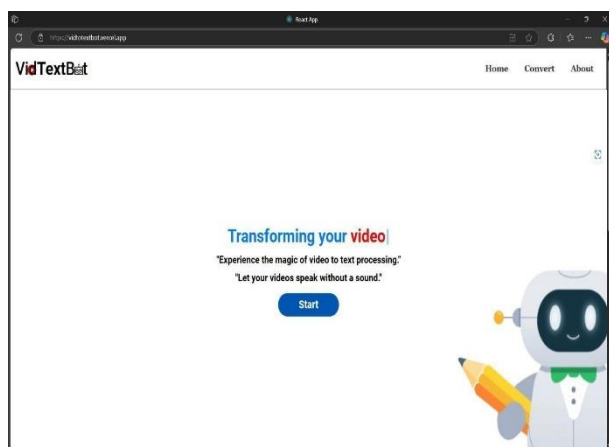 React App
VidTextBot
Home Convert About
Transforming your video
"Experience the magic of video to text processing."
"Let your videos speak without a sound."
Start